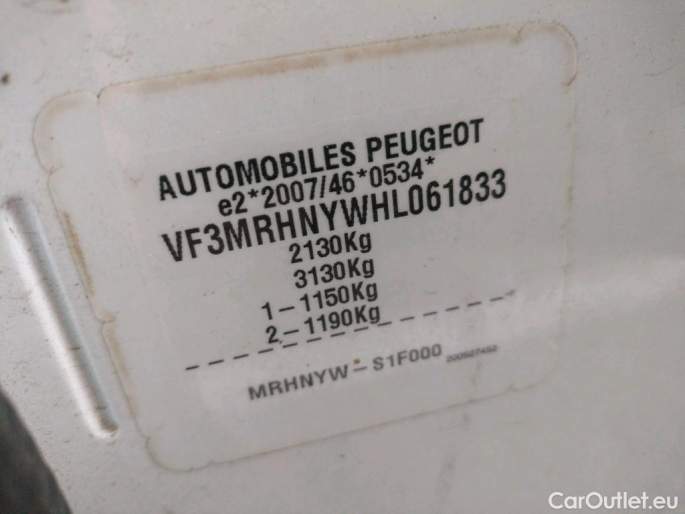 AUTOMOBILES PEUGEOT
e2*2007/46*0534*
VF3MRHNYWHL061833
2130Kg
3130Kg
1-1150Kg
2-1190Kg
MRHNYW-S1F000
CarOutlet.eu